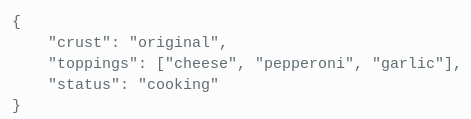 {
    "crust": "original",
    "toppings": ["cheese", "pepperoni", "garlic"],
    "status": "cooking"
}